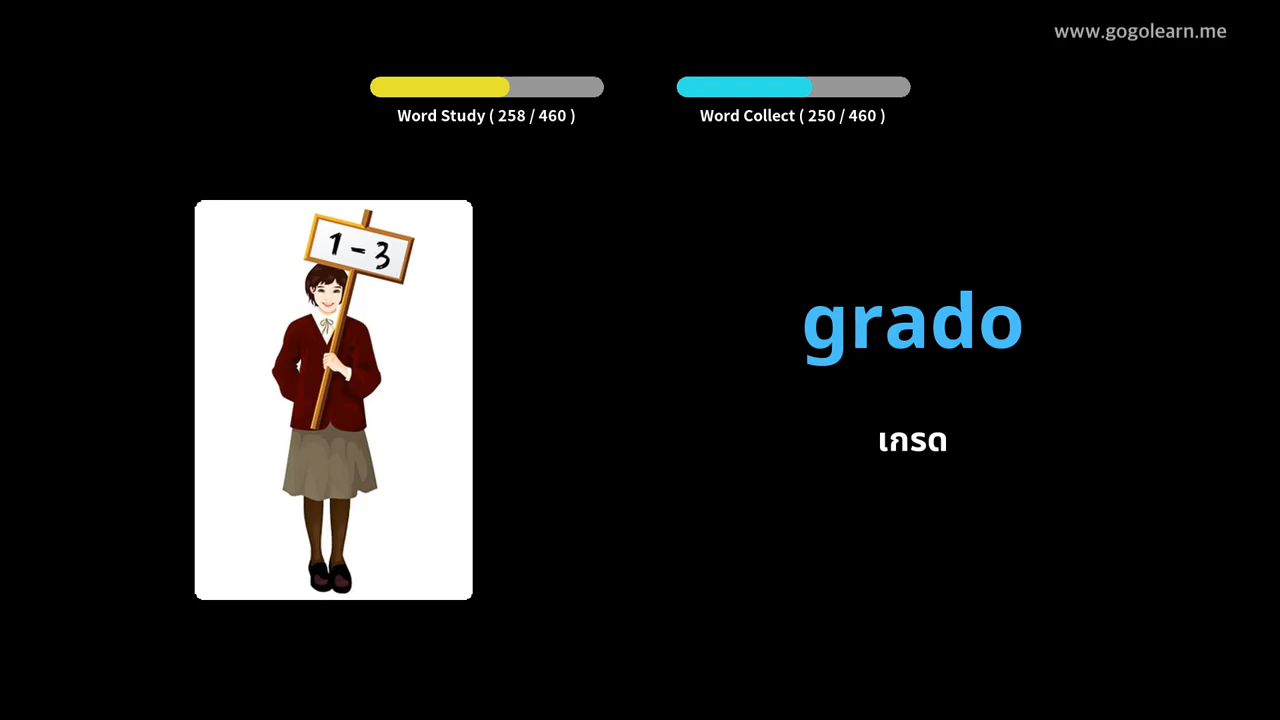 www.gogolearn.me
Word Study ( 258 / 460 )
Word Collect ( 250 / 460 )
1 - 3
grado
เกรด